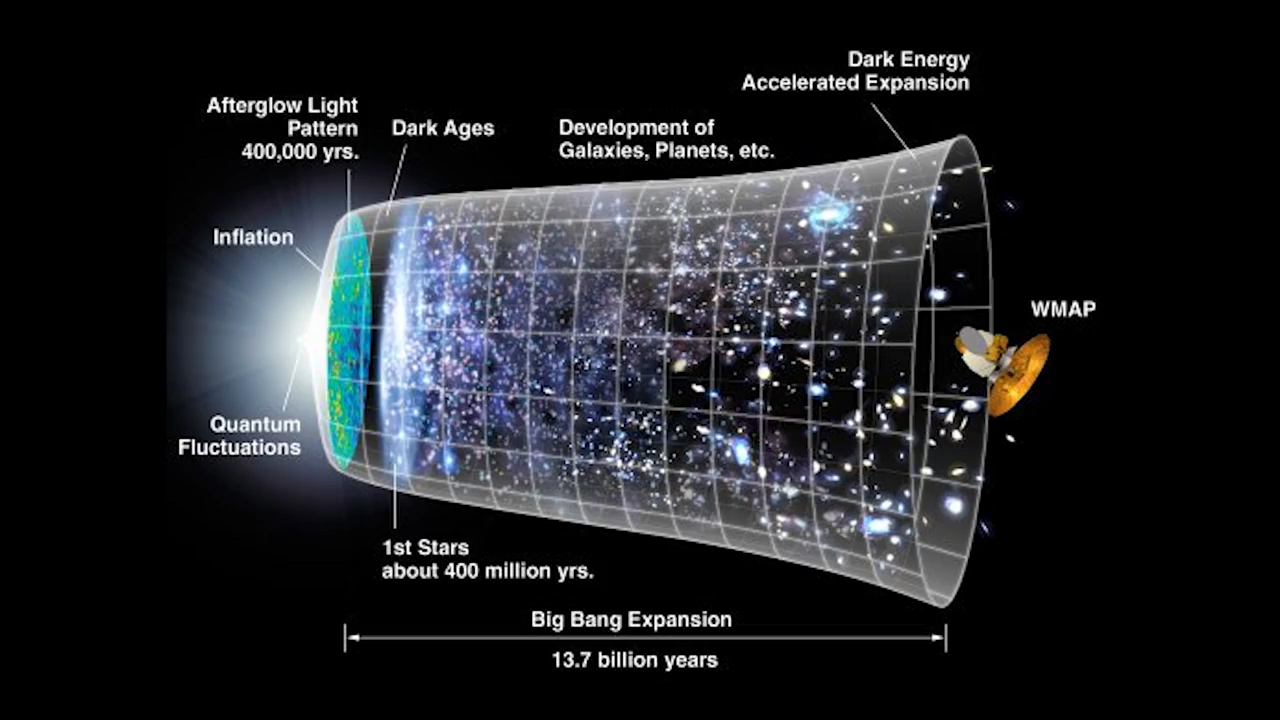 Dark Energy
Accelerated Expansion
Afterglow Light
Pattern
400,000 yrs.
Dark Ages
Development of
Galaxies, Planets, etc.
Inflation
WMAP
Quantum
Fluctuations
1st Stars
about 400 million yrs.
Big Bang Expansion
13.7 billion years